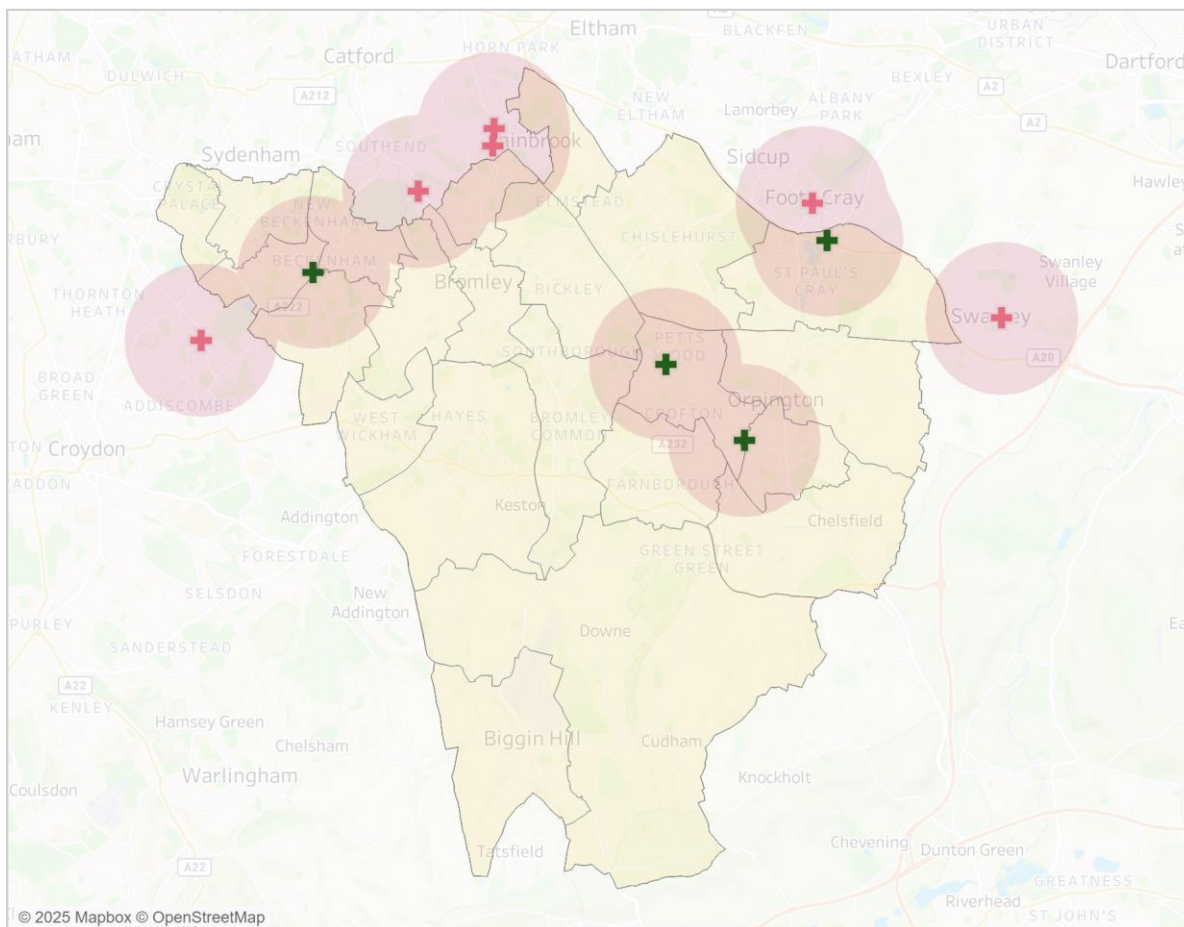 Eltham
BLACKFEN
URBAN
DISTRICT
Catford
HORN PARK
DULWICH
BEXLEY
Dartford
A2
A212
NEW
ELTHAM
Lamorbey
ALBANY
PARK
A2
SOUTHEND
Sydenham
Sidcup
Hawley
CRYSTAL
PALACE
NEW
BECKENHAM
ELMSTEAD
Foots Cray
CHISLEHURST
BECKENHAM
ST PAUL'S
CRAY
Swanley
Village
Bromley
BICKLEY
THORNTON
HEATH
A222
Swanley
SOUTHBOROUGH
PETTS
WOOD
A20
BROAD
GREEN
ADDISCOMBE
Orpington
WEST
WICKHAM
HAYES
BROMLEY
COMMON
CROFTON
A232
Croydon
FARNBOROUGH
Keston
Addington
Chelsfield
FORESTDALE
GREEN STREET
GREEN
SELSDON
New
Addington
PURLEY
Downe
SANDERSTEAD
A22
KENLEY
Hamsey Green
Chelsham
Biggin Hill
Cudham
Warlingham
Knockholt
Coulsdon
Tatsfield
Chevening
Dunton Green
A22
GREATNESS
Riverhead
ST JOHN'S
© 2025 Mapbox © OpenStreetMap